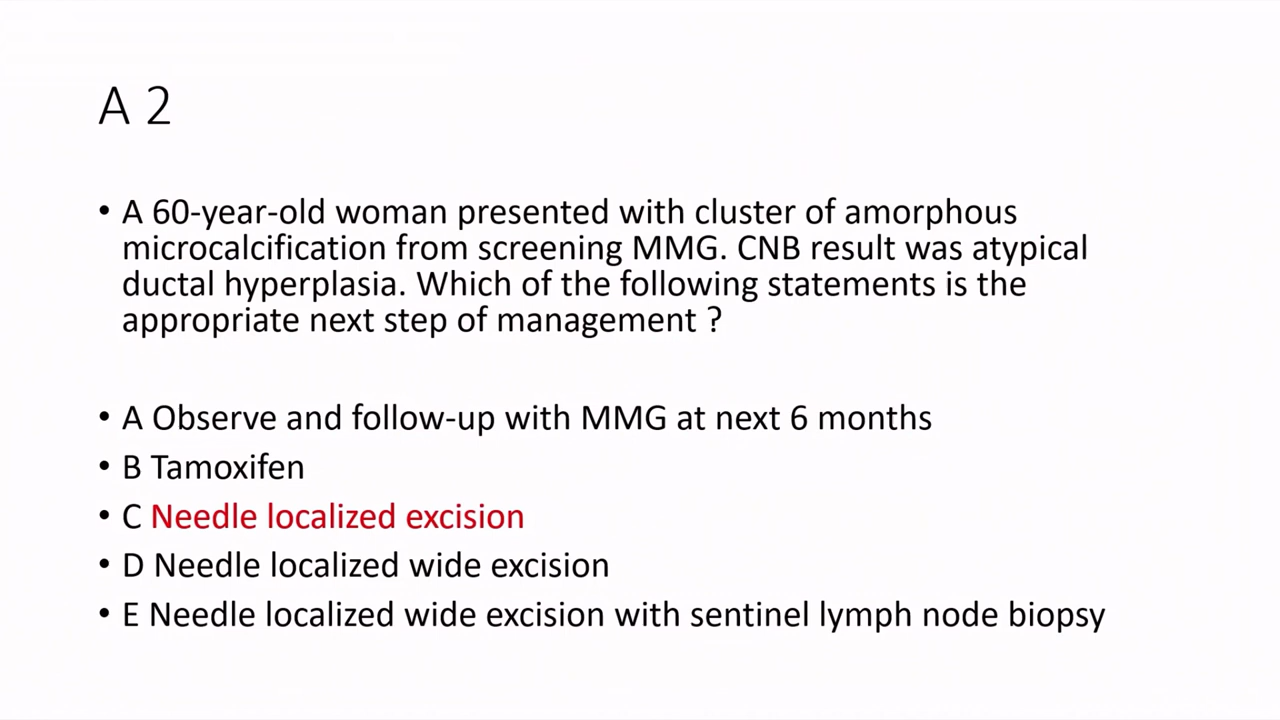 A 2
• A 60-year-old woman presented with cluster of amorphous
microcalcification from screening MMG. CNB result was atypical
ductal hyperplasia. Which of the following statements is the
appropriate next step of management ?
• A Observe and follow-up with MMG at next 6 months
• B Tamoxifen
• C Needle localized excision
• D Needle localized wide excision
• E Needle localized wide excision with sentinel lymph node biopsy